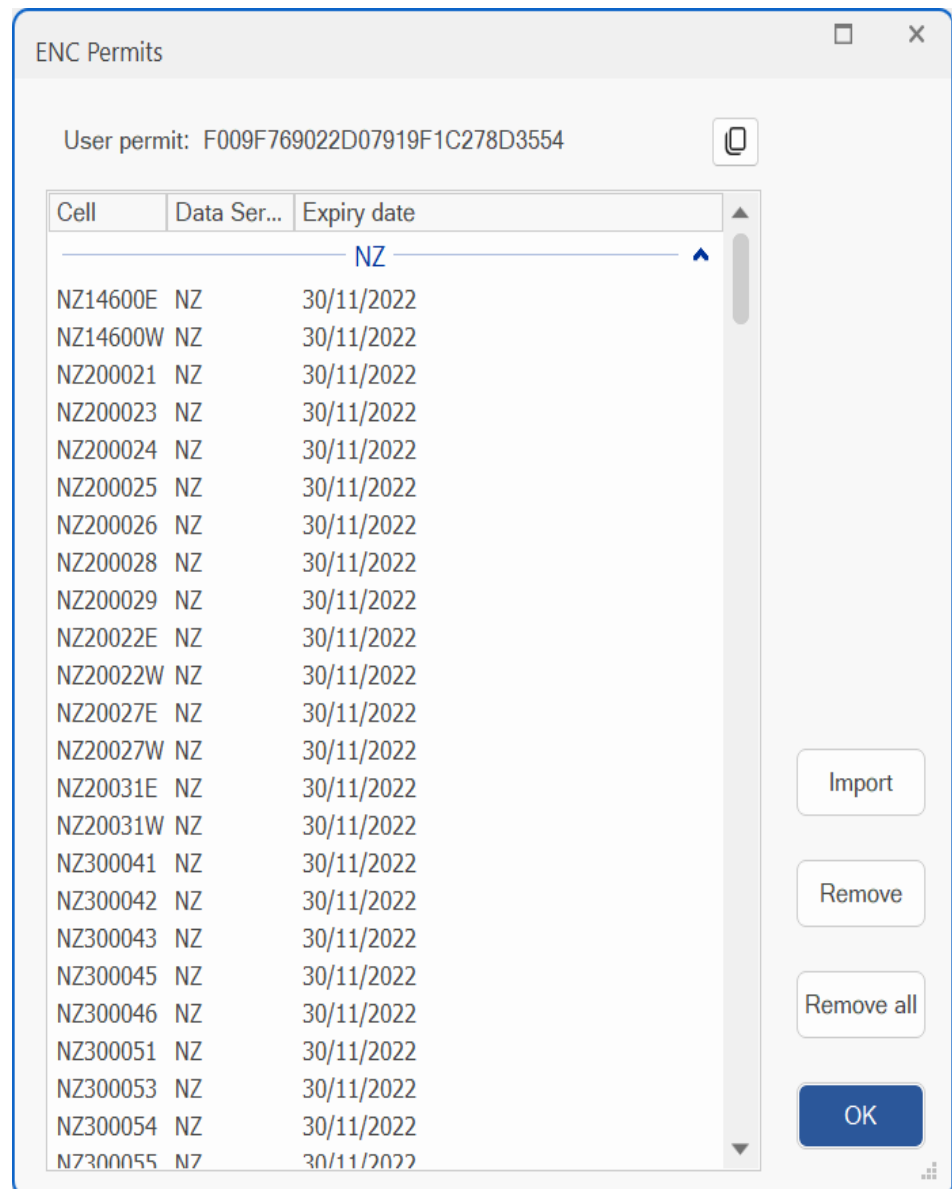 ENC Permits
User permit: F009F769022D07919F1C278D3554
Cell Data Ser... Expiry date
NZ
NZ14600E NZ 30/11/2022
NZ14600W NZ 30/11/2022
NZ200021 NZ 30/11/2022
NZ200023 NZ 30/11/2022
NZ200024 NZ 30/11/2022
NZ200025 NZ 30/11/2022
NZ200026 NZ 30/11/2022
NZ200028 NZ 30/11/2022
NZ200029 NZ 30/11/2022
NZ20022E NZ 30/11/2022
NZ20022W NZ 30/11/2022
NZ20027E NZ 30/11/2022
NZ20027W NZ 30/11/2022
NZ20031E NZ 30/11/2022
NZ20031W NZ 30/11/2022
NZ300041 NZ 30/11/2022
NZ300042 NZ 30/11/2022
NZ300043 NZ 30/11/2022
NZ300045 NZ 30/11/2022
NZ300046 NZ 30/11/2022
NZ300051 NZ 30/11/2022
NZ300053 NZ 30/11/2022
NZ300054 NZ 30/11/2022
NZ300055 NZ 30/11/2022
Import
Remove
Remove all
OK